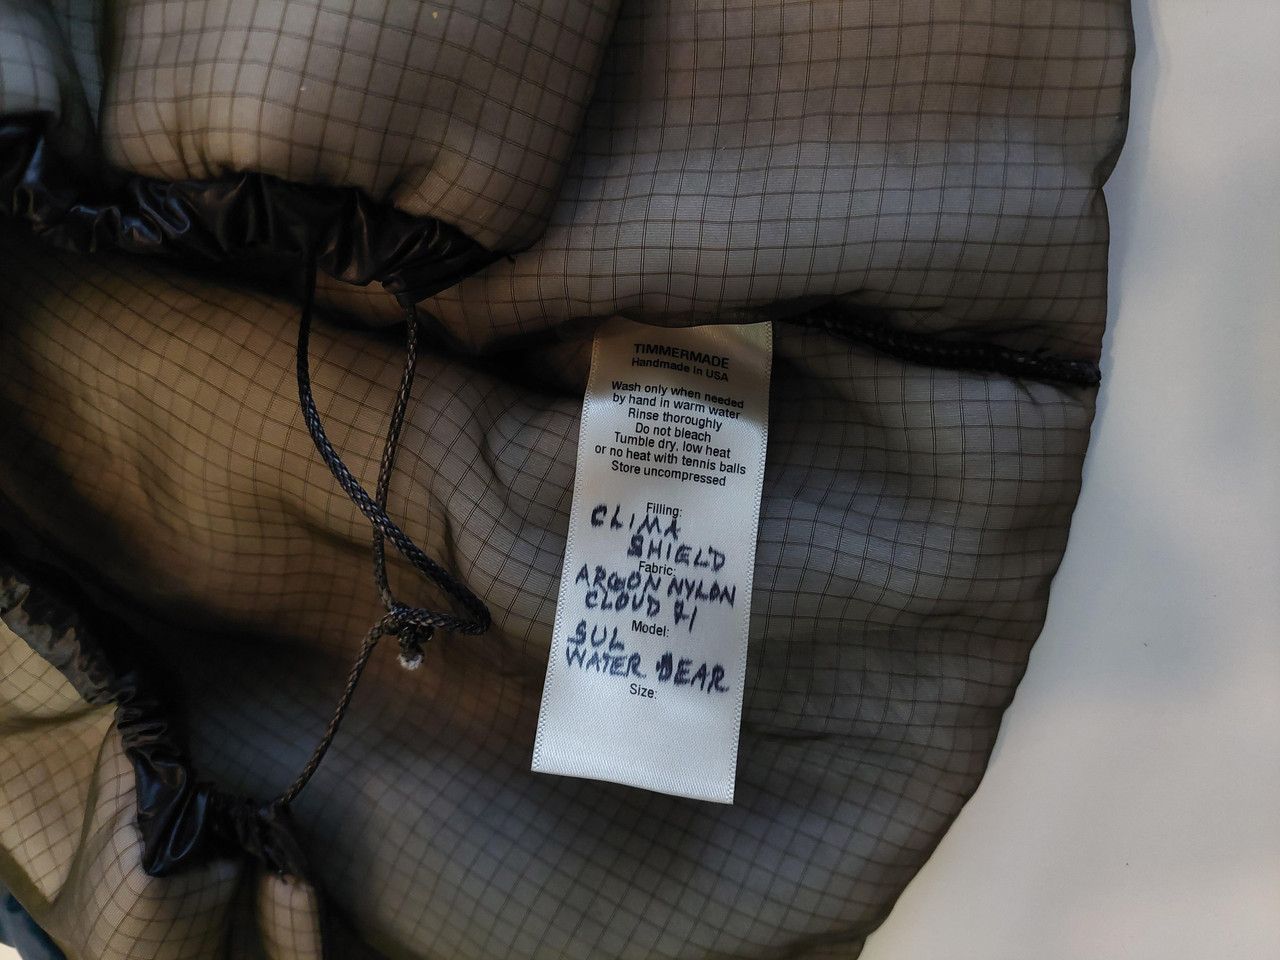 TIMMERMADE
Handmade in USA
Wash only when needed
by hand in warm water
Rinse thoroughly
Do not bleach
Tumble dry, low heat
or no heat with tennis balls
Store uncompressed
Filling:
CLIMA
SHIELD
Fabric:
ARGON NYLON
CLOUD 71
Model:
SUL
WATER BEAR
Size: